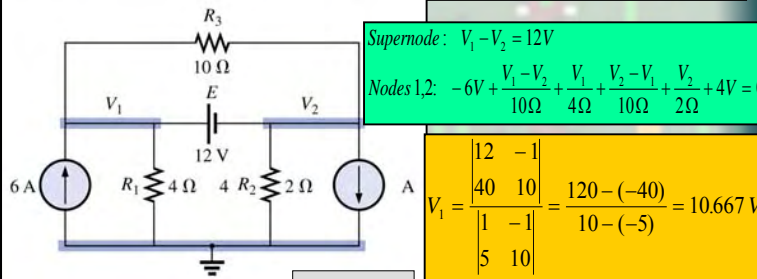 R3
10 Ω
E
V1
V2
12 V
6 A
R1
4 Ω
4
R2
2 Ω
A
Supernode: V1 − V2 = 12V
Nodes 1,2: −6V + (V1 − V2)/10Ω + V1/4Ω + (V2 − V1)/10Ω + V2/2Ω + 4V =
V1 = |12 −1; 40 10| / |1 −1; 5 10| = (120 − (−40))/(10 − (−5)) = 10.667 V